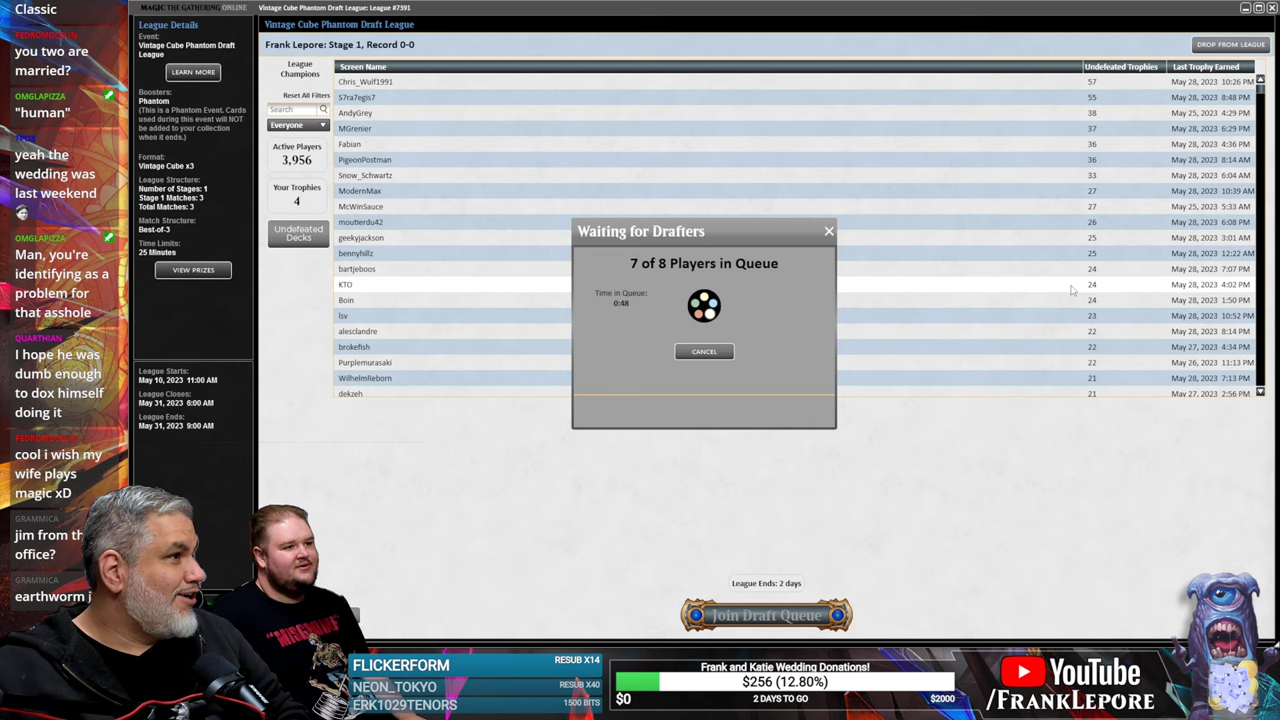 Classic
PEDROMOCELIN
you two are
married?
OMGLAPIZZA
"human"
yeah the
wedding was
last weekend
OMGLAPIZZA
Man, you're
identifying as a
problem for
that asshole
QUARTHIAN
I hope he was
dumb enough
to dox himself
doing it
cool i wish my
wife plays
magic xD
GRAMMICA
jim from th
office?
GRAMMICA
earthworm j
MAGIC: THE GATHERING ONLINE
Vintage Cube Phantom Draft League: League #7391
League Details
Event:
Vintage Cube Phantom Draft
League
LEARN MORE
Boosters:
Phantom
(This is a Phantom Event. Cards
used during this event will NOT
be added to your collection
when it ends.)
Format:
Vintage Cube x3
League Structure:
Number of Stages: 1
Stage 1 Matches: 3
Total Matches: 3
Match Structure:
Best-of-3
Time Limits:
25 Minutes
VIEW PRIZES
League Starts:
May 10, 2023 11:00 AM
League Closes:
May 31, 2023 6:00 AM
League Ends:
May 31, 2023 9:00 AM
Vintage Cube Phantom Draft League
Frank Lepore: Stage 1, Record 0-0
DROP FROM LEAGUE
League
Champions
Reset All Filters
Search
Everyone
Active Players
3,956
Your Trophies
4
Undefeated
Decks
Screen Name Undefeated Trophies Last Trophy Earned
Chris_Wulf1991 57 May 28, 2023 10:26 PM
S7ra7egis7 55 May 28, 2023 8:48 PM
AndyGrey 38 May 25, 2023 4:29 PM
MGrenier 37 May 28, 2023 6:29 PM
Fabian 36 May 28, 2023 4:36 PM
PigeonPostman 36 May 28, 2023 8:14 AM
Snow_Schwartz 33 May 28, 2023 6:04 AM
ModernMax 27 May 28, 2023 10:39 AM
McWinSauce 27 May 25, 2023 5:33 AM
moutierdu42 26 May 28, 2023 6:08 PM
geekyjackson 25 May 28, 2023 3:01 AM
bennyhillz 25 May 28, 2023 12:22 AM
bartjeboos 24 May 28, 2023 7:07 PM
KTO 24 May 28, 2023 4:02 PM
Boin 24 May 28, 2023 1:50 PM
lsv 23 May 28, 2023 10:52 PM
alesclandre 22 May 28, 2023 8:14 PM
brokefish 22 May 27, 2023 4:34 PM
Purplemurasaki 22 May 26, 2023 11:13 PM
WilhelmReborn 21 May 28, 2023 7:13 PM
dekzeh 21 May 27, 2023 2:56 PM
Waiting for Drafters
7 of 8 Players in Queue
Time in Queue:
0:48
CANCEL
League Ends: 2 days
Join Draft Queue
FLICKERFORM RESUB X14
NEON_TOKYO RESUB X40
ERK1029TENORS 1500 BITS
Frank and Katie Wedding Donations!
$256 (12.80%)
$0 2 DAYS TO GO $2000
YouTube
/FRANKLEPORE